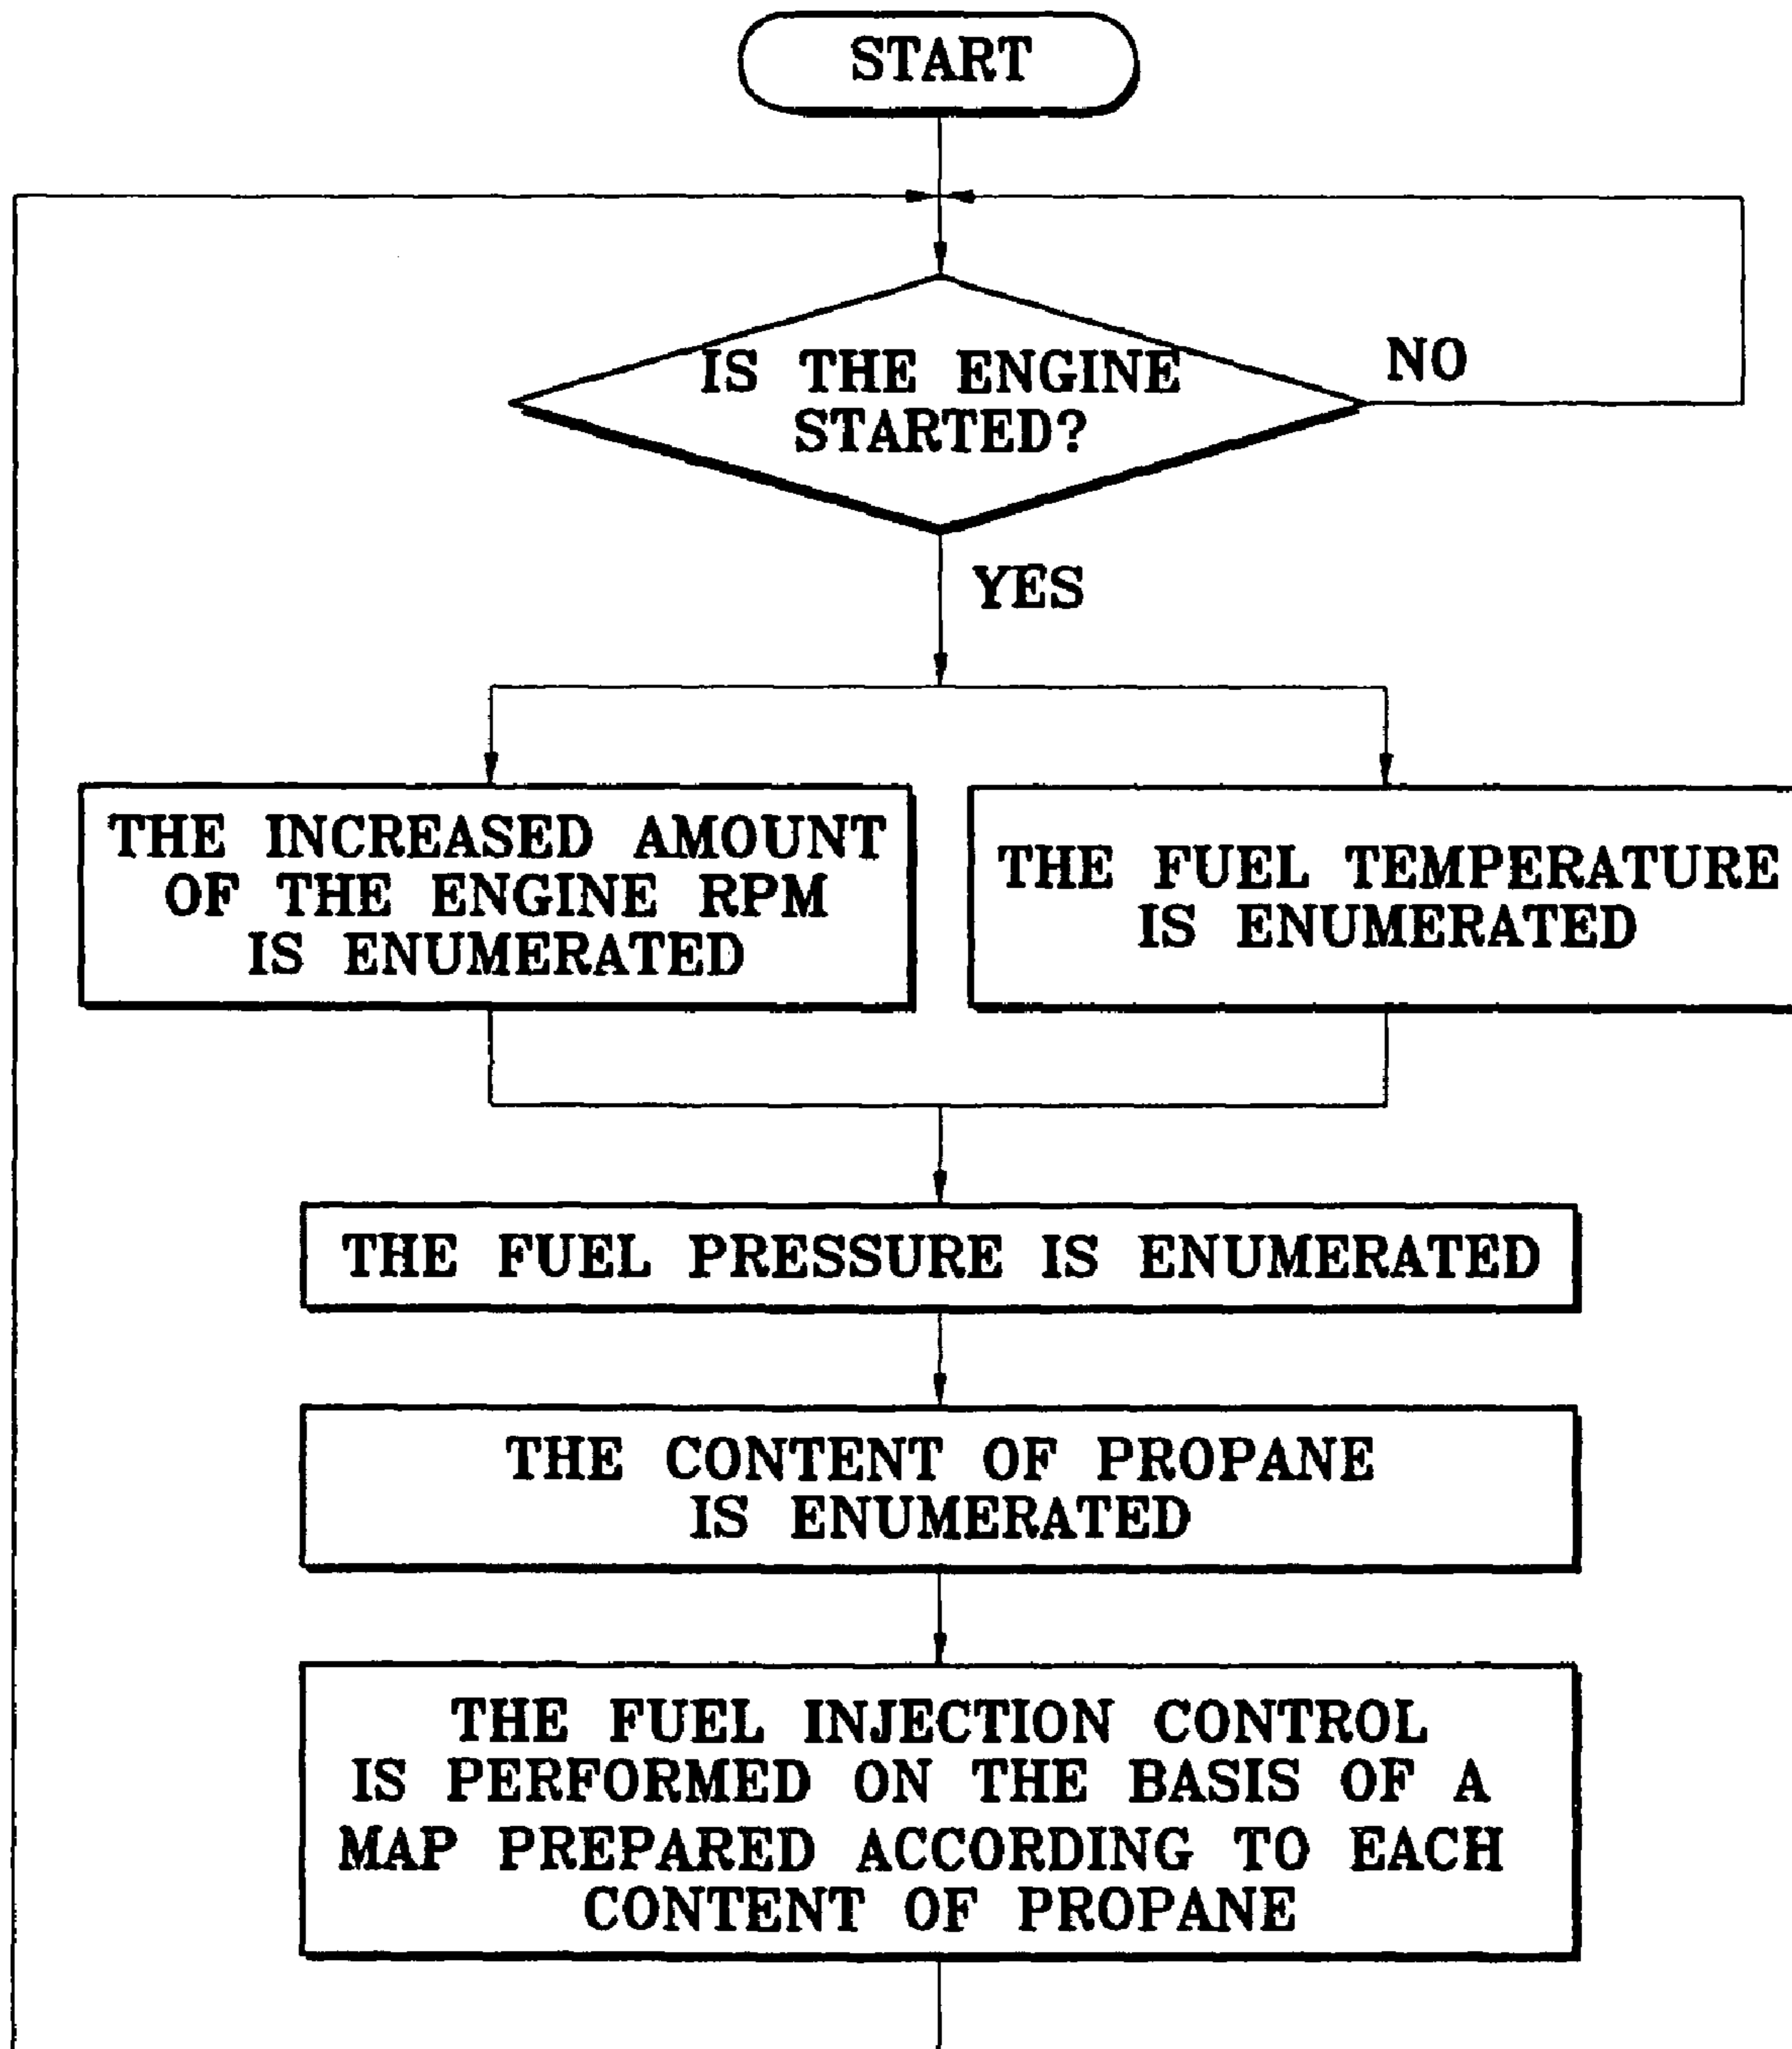 START
IS THE ENGINE
STARTED?
NO
YES
THE INCREASED AMOUNT
OF THE ENGINE RPM
IS ENUMERATED
THE FUEL TEMPERATURE
IS ENUMERATED
THE FUEL PRESSURE IS ENUMERATED
THE CONTENT OF PROPANE
IS ENUMERATED
THE FUEL INJECTION CONTROL
IS PERFORMED ON THE BASIS OF A
MAP PREPARED ACCORDING TO EACH
CONTENT OF PROPANE